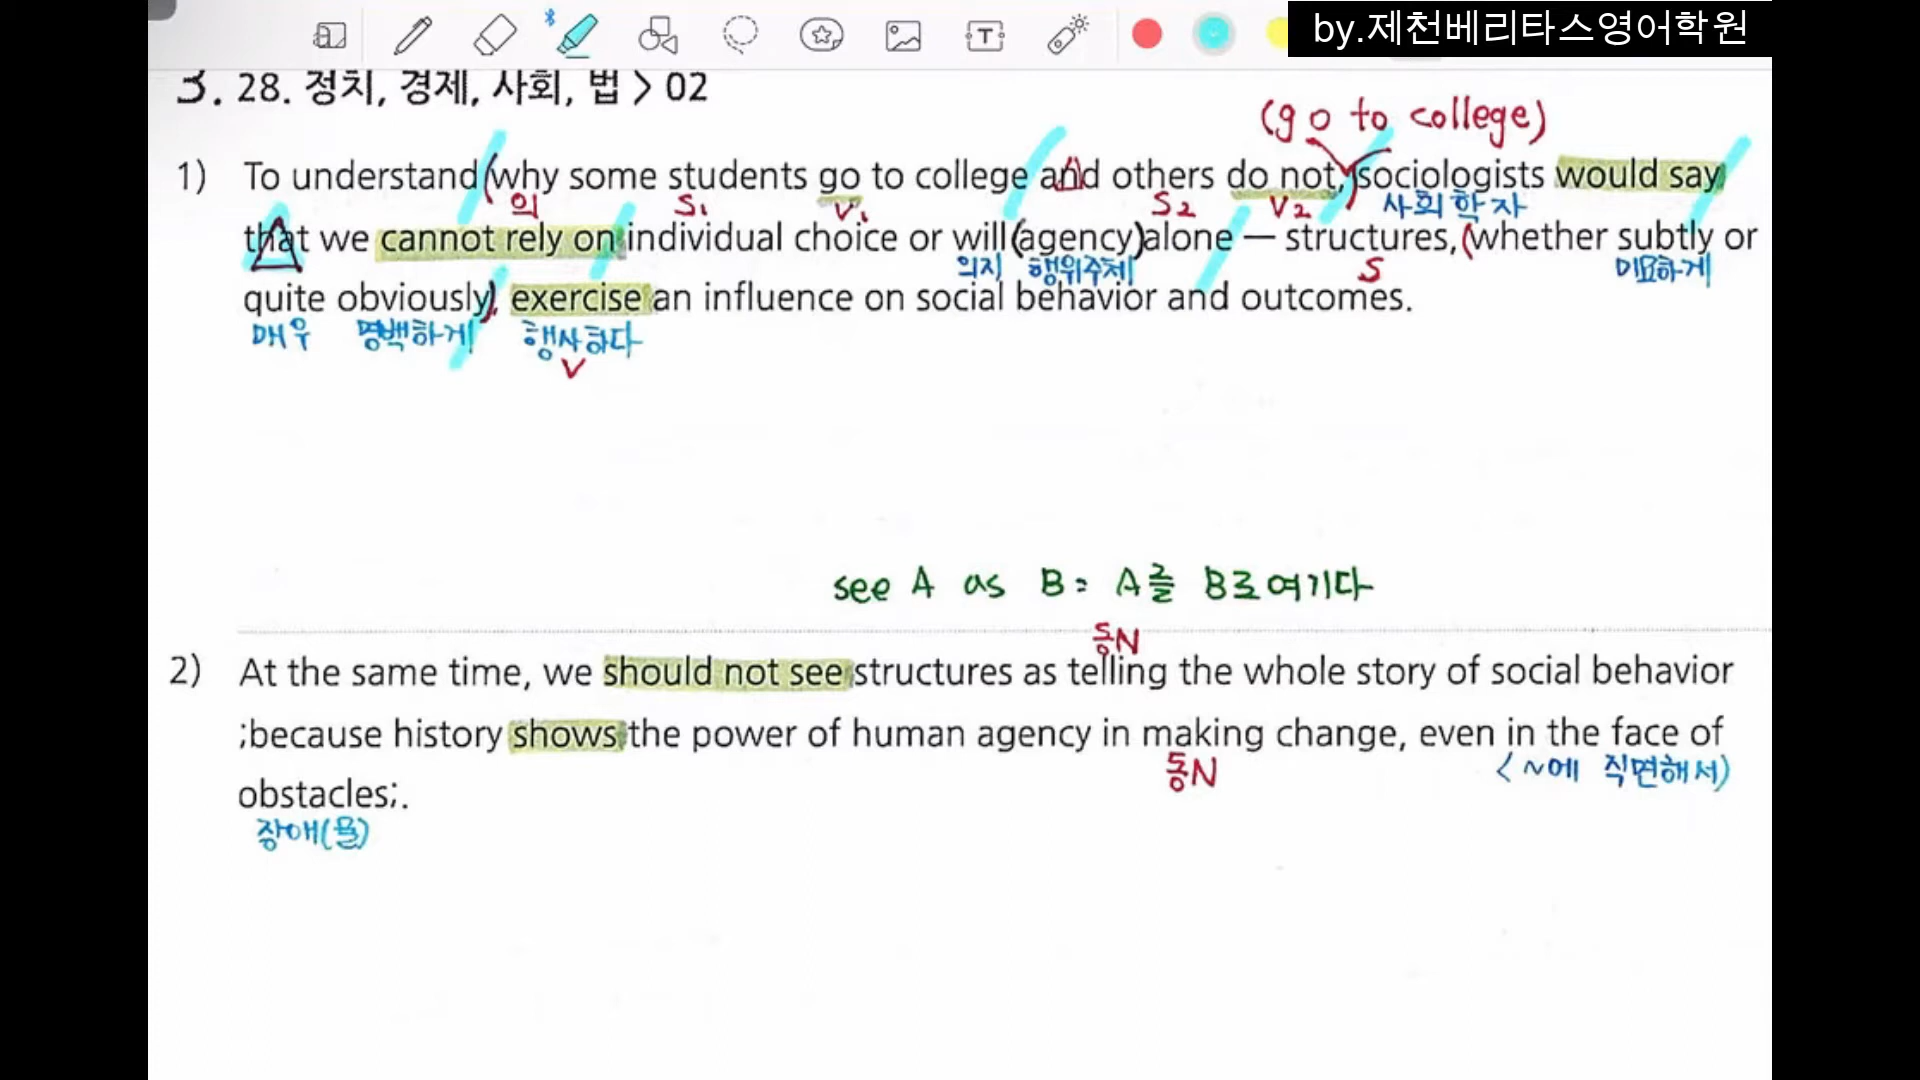 by.제천베리타스영어학원
3. 28. 정치, 경제, 사회, 법 > 02
(go to college)
1) To understand (why some students go to college and others do not,) sociologists would say
의 S₁ V₁ S₂ V₂ 사회학자
that we cannot rely on individual choice or will (agency) alone — structures, (whether subtly or
의지 행위주체 S 미묘하게
quite obviously), exercise an influence on social behavior and outcomes.
매우 명백하게 행사하다
V
see A as B : A를 B로 여기다
동N
2) At the same time, we should not see structures as telling the whole story of social behavior
;because history shows the power of human agency in making change, even in the face of
동N (~에 직면해서)
obstacles;.
장애(물)